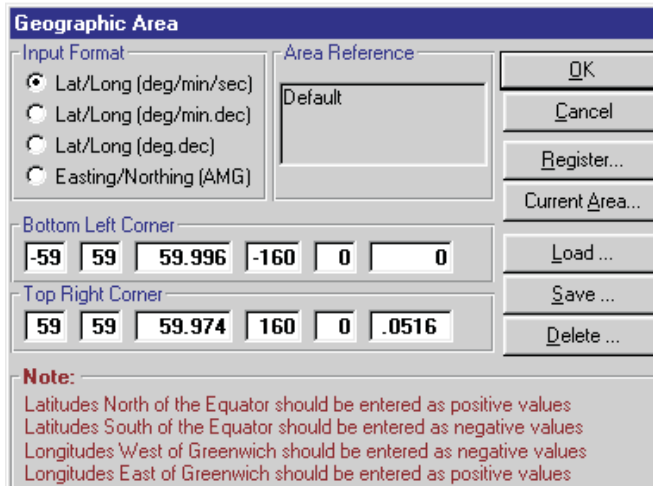 Geographic Area
Input Format
Lat/Long (deg/min/sec)
Lat/Long (deg/min.dec)
Lat/Long (deg.dec)
Easting/Northing (AMG)
Area Reference
Default
OK
Cancel
Register...
Current Area...
Load ...
Save ...
Delete ...
Bottom Left Corner
-59 59 59.996 -160 0 0
Top Right Corner
59 59 59.974 160 0 .0516
Note:
Latitudes North of the Equator should be entered as positive values
Latitudes South of the Equator should be entered as negative values
Longitudes West of Greenwich should be entered as negative values
Longitudes East of Greenwich should be entered as positive values